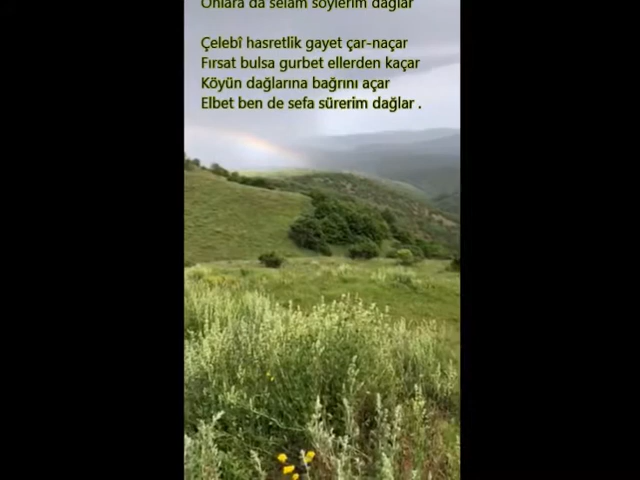 Onlara da selam söylerim dağlar
Çelebî hasretlik gayet çar-naçar
Fırsat bulsa gurbet ellerden kaçar
Köyün dağlarına bağrını açar
Elbet ben de sefa sürerim dağlar .